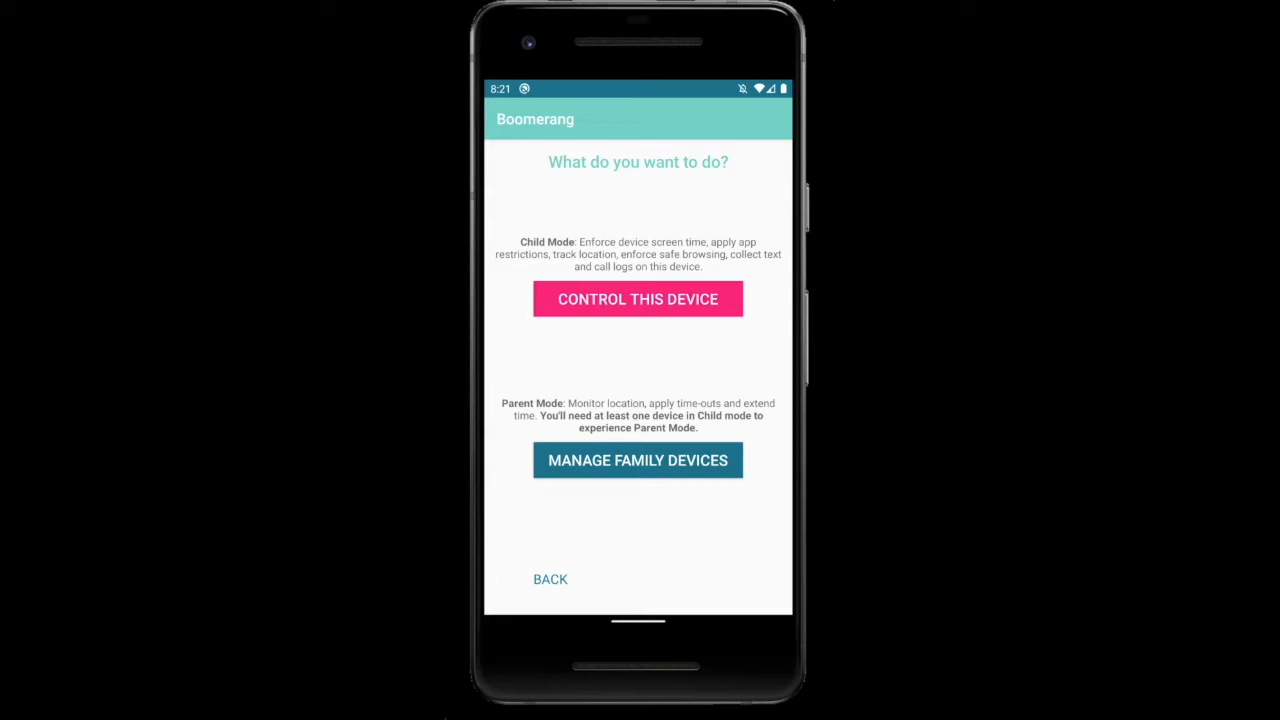 8:21
Boomerang
What do you want to do?
Child Mode: Enforce device screen time, apply app
restrictions, track location, enforce safe browsing, collect text
and call logs on this device.
CONTROL THIS DEVICE
Parent Mode: Monitor location, apply time-outs and extend
time. You'll need at least one device in Child mode to
experience Parent Mode.
MANAGE FAMILY DEVICES
BACK